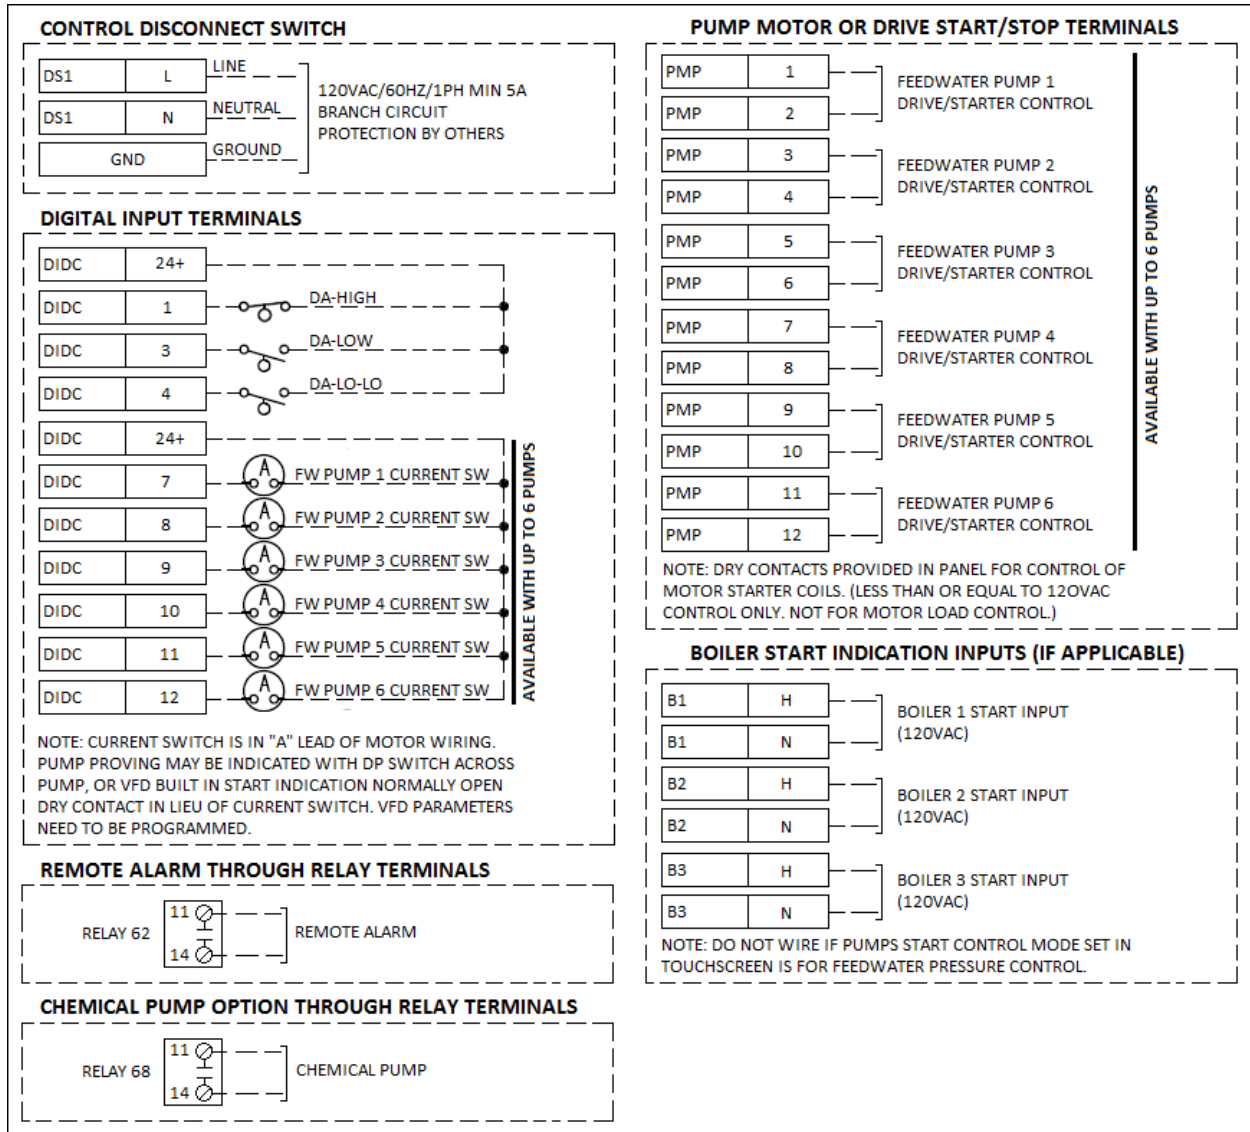 CONTROL DISCONNECT SWITCH
DS1 L LINE
DS1 N NEUTRAL
GND GROUND
120VAC/60HZ/1PH MIN 5A
BRANCH CIRCUIT
PROTECTION BY OTHERS
DIGITAL INPUT TERMINALS
DIDC 24+
DIDC 1 DA-HIGH
DIDC 3 DA-LOW
DIDC 4 DA-LO-LO
DIDC 24+
DIDC 7 A FW PUMP 1 CURRENT SW
DIDC 8 A FW PUMP 2 CURRENT SW
DIDC 9 A FW PUMP 3 CURRENT SW
DIDC 10 A FW PUMP 4 CURRENT SW
DIDC 11 A FW PUMP 5 CURRENT SW
DIDC 12 A FW PUMP 6 CURRENT SW
AVAILABLE WITH UP TO 6 PUMPS
NOTE: CURRENT SWITCH IS IN "A" LEAD OF MOTOR WIRING.
PUMP PROVING MAY BE INDICATED WITH DP SWITCH ACROSS
PUMP, OR VFD BUILT IN START INDICATION NORMALLY OPEN
DRY CONTACT IN LIEU OF CURRENT SWITCH. VFD PARAMETERS
NEED TO BE PROGRAMMED.
REMOTE ALARM THROUGH RELAY TERMINALS
RELAY 62
11
14
REMOTE ALARM
CHEMICAL PUMP OPTION THROUGH RELAY TERMINALS
RELAY 68
11
14
CHEMICAL PUMP
PUMP MOTOR OR DRIVE START/STOP TERMINALS
PMP 1
PMP 2
FEEDWATER PUMP 1
DRIVE/STARTER CONTROL
PMP 3
PMP 4
FEEDWATER PUMP 2
DRIVE/STARTER CONTROL
PMP 5
PMP 6
FEEDWATER PUMP 3
DRIVE/STARTER CONTROL
PMP 7
PMP 8
FEEDWATER PUMP 4
DRIVE/STARTER CONTROL
PMP 9
PMP 10
FEEDWATER PUMP 5
DRIVE/STARTER CONTROL
PMP 11
PMP 12
FEEDWATER PUMP 6
DRIVE/STARTER CONTROL
AVAILABLE WITH UP TO 6 PUMPS
NOTE: DRY CONTACTS PROVIDED IN PANEL FOR CONTROL OF
MOTOR STARTER COILS. (LESS THAN OR EQUAL TO 12OVAC
CONTROL ONLY. NOT FOR MOTOR LOAD CONTROL.)
BOILER START INDICATION INPUTS (IF APPLICABLE)
B1 H
B1 N
BOILER 1 START INPUT
(120VAC)
B2 H
B2 N
BOILER 2 START INPUT
(120VAC)
B3 H
B3 N
BOILER 3 START INPUT
(120VAC)
NOTE: DO NOT WIRE IF PUMPS START CONTROL MODE SET IN
TOUCHSCREEN IS FOR FEEDWATER PRESSURE CONTROL.